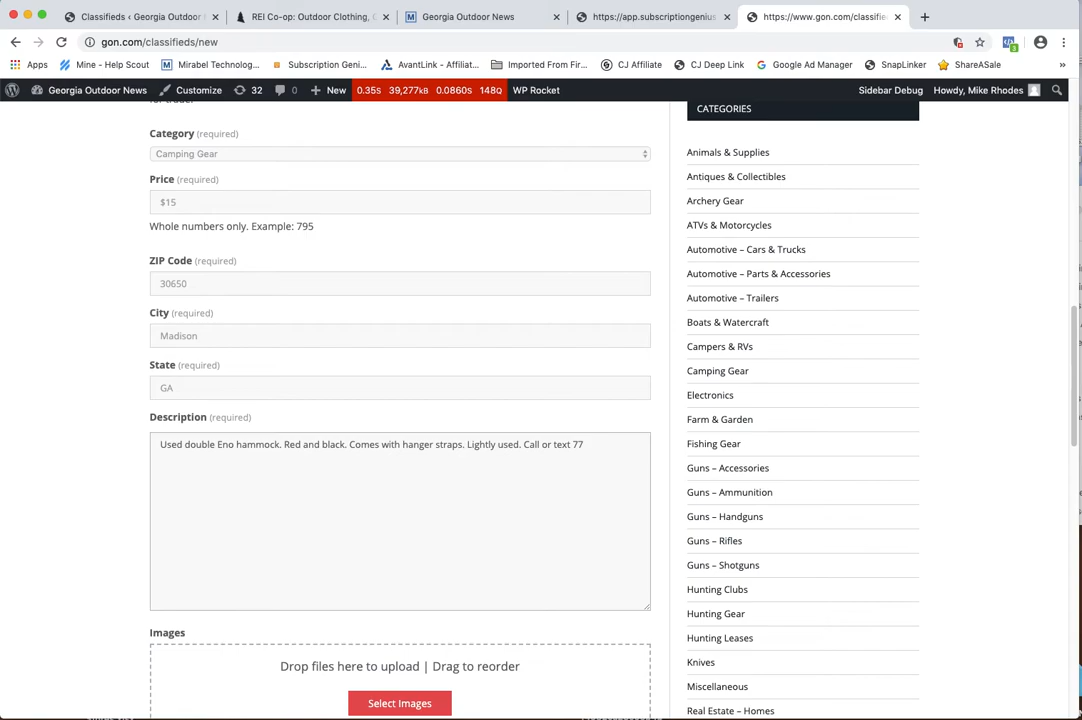 Classifieds ‹ Georgia Outdoor
REI Co-op: Outdoor Clothing, C
Georgia Outdoor News
https://app.subscriptiongenius
https://www.gon.com/classifie
gon.com/classifieds/new
Apps
Mine - Help Scout
Mirabel Technolog...
Subscription Geni...
AvantLink - Affiliat...
Imported From Fir...
CJ Affiliate
CJ Deep Link
Google Ad Manager
SnapLinker
ShareASale
»
Georgia Outdoor News
Customize
32
0
New
0.35S 39,277KB 0.0860S 148Q
WP Rocket
Sidebar Debug
Howdy, Mike Rhodes
Category (required)
Camping Gear
Price (required)
$15
Whole numbers only. Example: 795
ZIP Code (required)
30650
City (required)
Madison
State (required)
GA
Description (required)
Used double Eno hammock. Red and black. Comes with hanger straps. Lightly used. Call or text 77
Images
Drop files here to upload | Drag to reorder
Select Images
CATEGORIES
Animals & Supplies
Antiques & Collectibles
Archery Gear
ATVs & Motorcycles
Automotive – Cars & Trucks
Automotive – Parts & Accessories
Automotive – Trailers
Boats & Watercraft
Campers & RVs
Camping Gear
Electronics
Farm & Garden
Fishing Gear
Guns – Accessories
Guns – Ammunition
Guns – Handguns
Guns – Rifles
Guns – Shotguns
Hunting Clubs
Hunting Gear
Hunting Leases
Knives
Miscellaneous
Real Estate – Homes